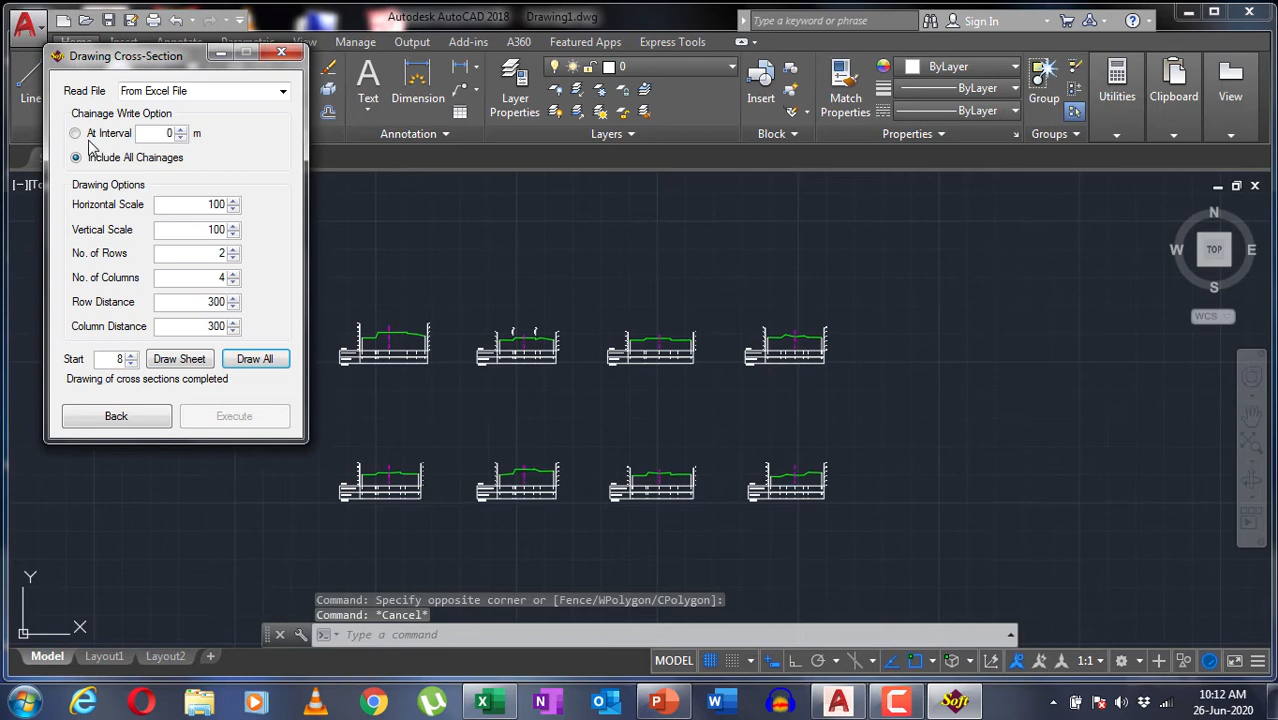 Autodesk AutoCAD 2018 Drawing1.dwg
Type a keyword or phrase
Sign In
Manage Output Add-ins A360 Featured Apps Express Tools
Drawing Cross-Section
Soft
Read File From Excel File
Chainage Write Option
At Interval 0 m
Include All Chainages
Drawing Options
Horizontal Scale 100
Vertical Scale 100
No. of Rows 2
No. of Columns 4
Row Distance 300
Column Distance 300
Start 8 Draw Sheet Draw All
Drawing of cross sections completed
Back Execute
Line
Text
Dimension
Annotation
Layer
Properties
0
Layers
Insert
Block
Match
Properties
ByLayer
ByLayer
ByLayer
Properties
Group
Groups
Utilities
Clipboard
View
N
W TOP E
S
WCS
Y
X
Command: Specify opposite corner or [Fence/WPolygon/CPolygon]:
Command: *Cancel*
Type a command
Model Layout1 Layout2 +
MODEL
1:1
Soft
10:12 AM
26-Jun-2020